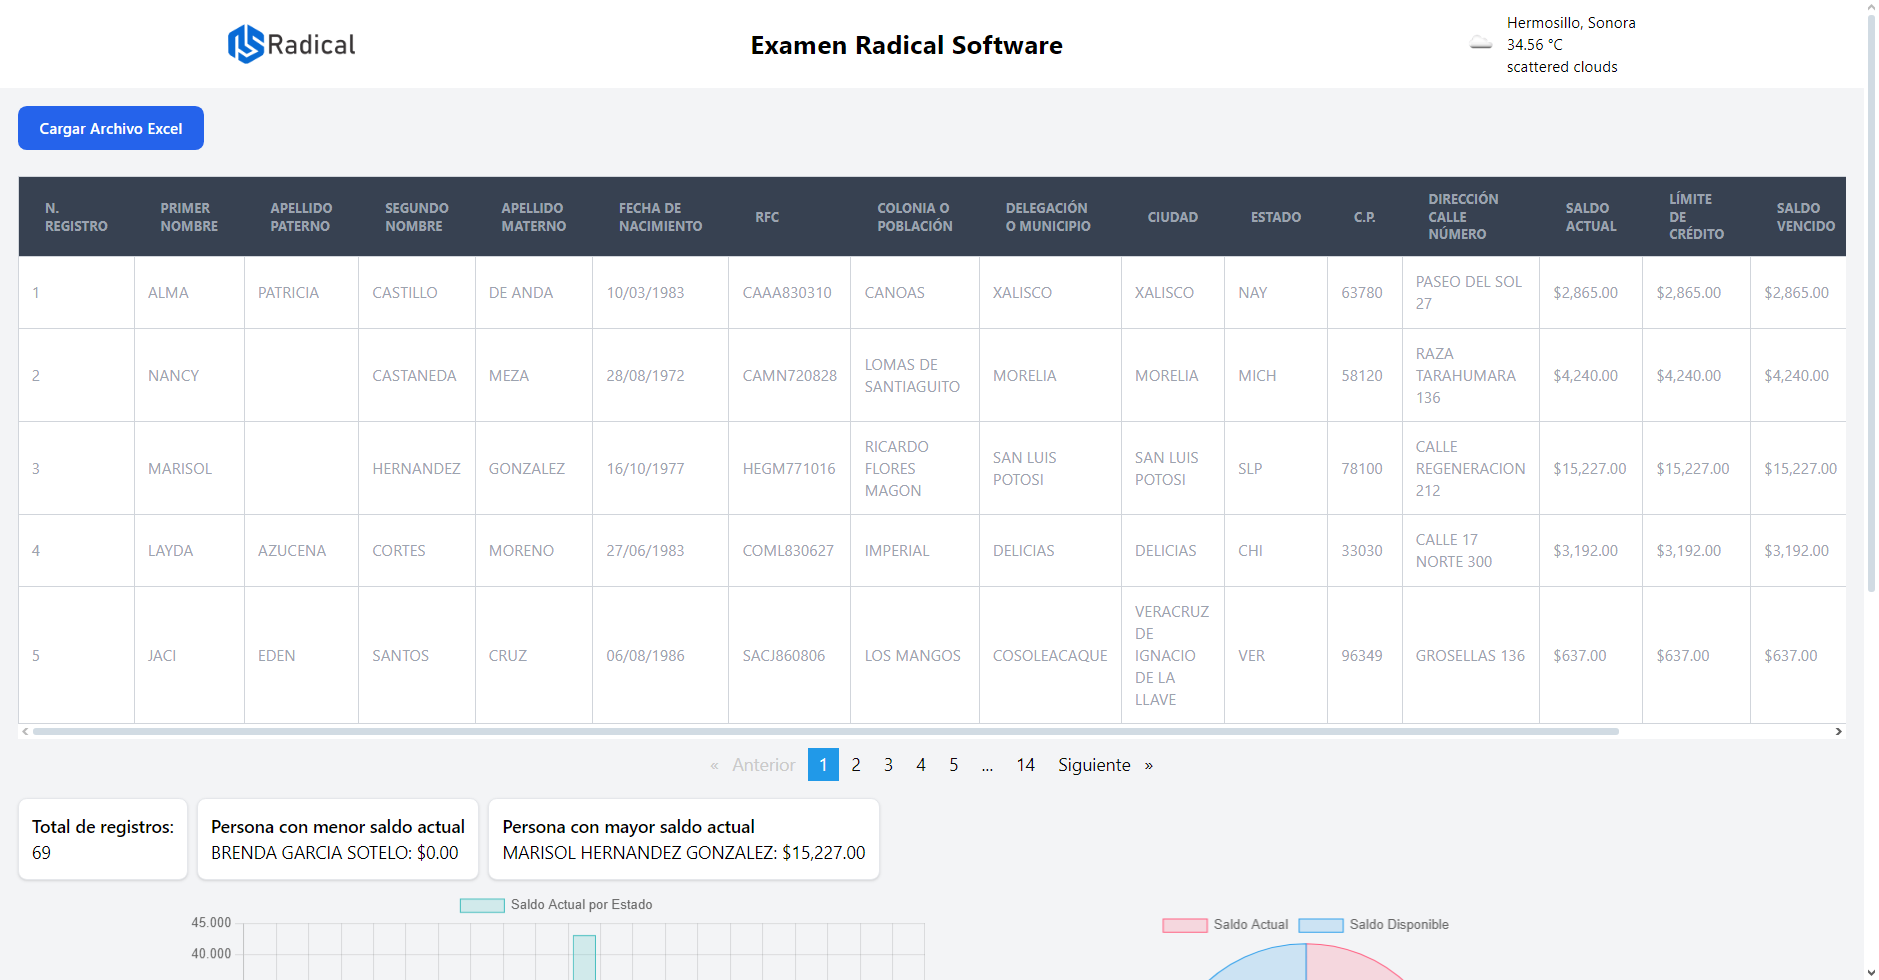 Radical
Examen Radical Software
Hermosillo, Sonora
34.56 °C
scattered clouds
Cargar Archivo Excel
N. REGISTRO PRIMER NOMBRE APELLIDO PATERNO SEGUNDO NOMBRE APELLIDO MATERNO FECHA DE NACIMIENTO RFC COLONIA O POBLACIÓN DELEGACIÓN O MUNICIPIO CIUDAD ESTADO C.P. DIRECCIÓN CALLE NÚMERO SALDO ACTUAL LÍMITE DE CRÉDITO SALDO VENCIDO
1 ALMA PATRICIA CASTILLO DE ANDA 10/03/1983 CAAA830310 CANOAS XALISCO XALISCO NAY 63780 PASEO DEL SOL 27 $2,865.00 $2,865.00 $2,865.00
2 NANCY CASTANEDA MEZA 28/08/1972 CAMN720828 LOMAS DE SANTIAGUITO MORELIA MORELIA MICH 58120 RAZA TARAHUMARA 136 $4,240.00 $4,240.00 $4,240.00
3 MARISOL HERNANDEZ GONZALEZ 16/10/1977 HEGM771016 RICARDO FLORES MAGON SAN LUIS POTOSI SAN LUIS POTOSI SLP 78100 CALLE REGENERACION 212 $15,227.00 $15,227.00 $15,227.00
4 LAYDA AZUCENA CORTES MORENO 27/06/1983 COML830627 IMPERIAL DELICIAS DELICIAS CHI 33030 CALLE 17 NORTE 300 $3,192.00 $3,192.00 $3,192.00
5 JACI EDEN SANTOS CRUZ 06/08/1986 SACJ860806 LOS MANGOS COSOLEACAQUE VERACRUZ DE IGNACIO DE LA LLAVE VER 96349 GROSELLAS 136 $637.00 $637.00 $637.00
« Anterior 1 2 3 4 5 ... 14 Siguiente »
Total de registros:
69
Persona con menor saldo actual
BRENDA GARCIA SOTELO: $0.00
Persona con mayor saldo actual
MARISOL HERNANDEZ GONZALEZ: $15,227.00
Saldo Actual por Estado
45.000
40.000
Saldo Actual Saldo Disponible